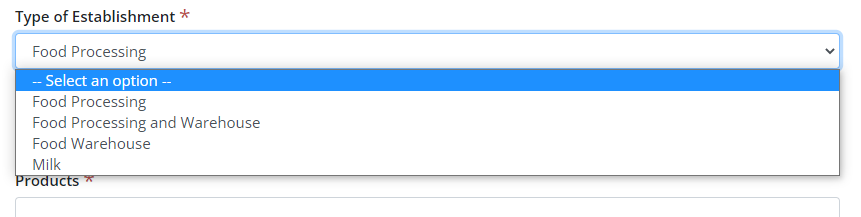 Type of Establishment *
Food Processing
-- Select an option --
Food Processing
Food Processing and Warehouse
Food Warehouse
Milk
Products *